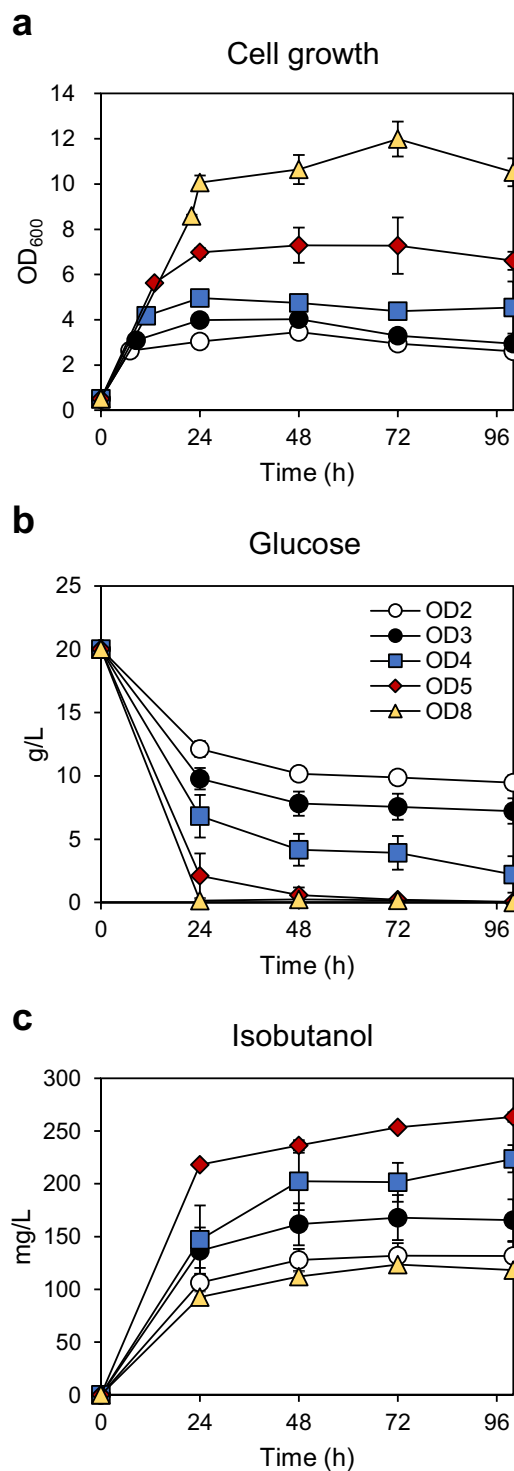 a
Cell growth
14
12
10
8
6
4
2
0
OD600
0 24 48 72 96
Time (h)
b
Glucose
25
20
15
10
5
0
g/L
OD2
OD3
OD4
OD5
OD8
0 24 48 72 96
Time (h)
c
Isobutanol
300
250
200
150
100
50
0
mg/L
0 24 48 72 96
Time (h)